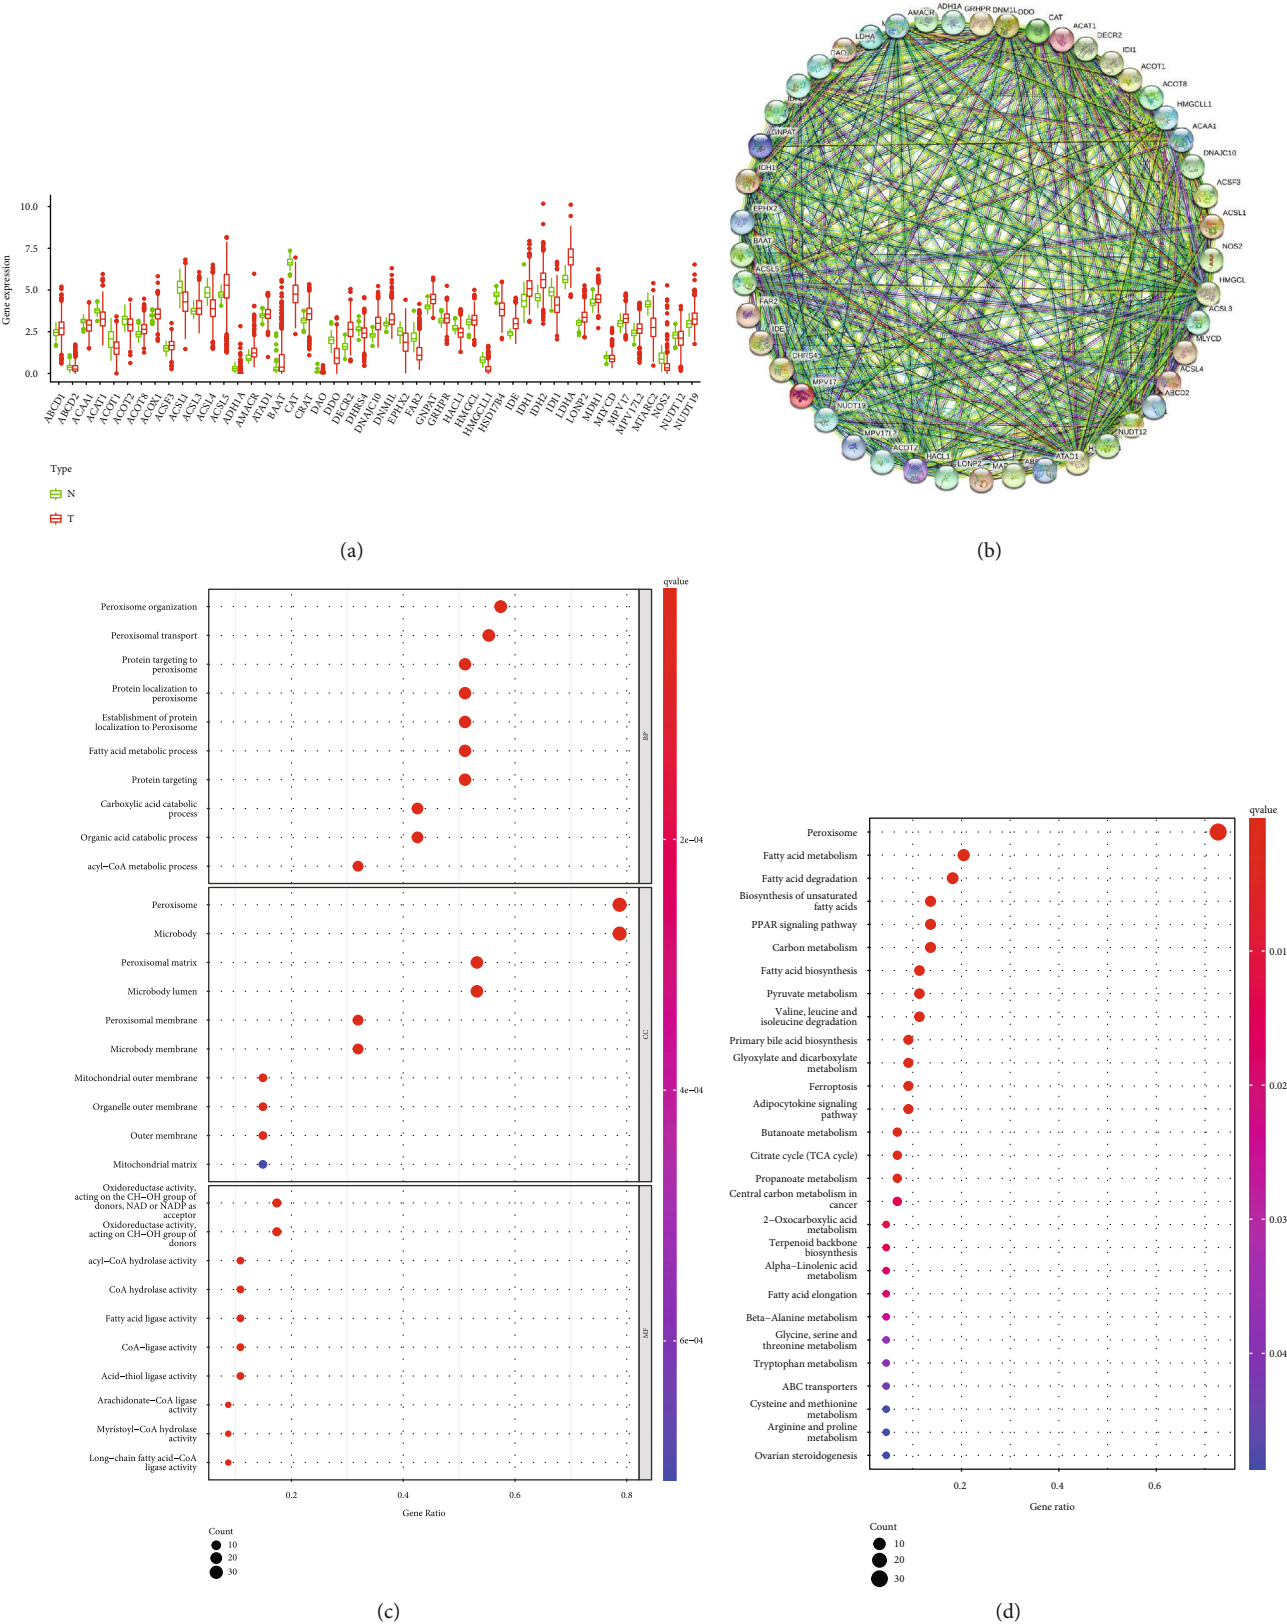 10.0
7.5
5.0
2.5
0.0
Gene expression
ABCD1
ABCD2
ACAA1
ACAT1
ACOT1
ACOT2
ACOT8
ACOX1
ACSF3
ACSL1
ACSL3
ACSL4
ACSL5
ADH1A
AMACR
ATAD1
BAAT
CAT
CRAT
DAO
DDO
DECR2
DHRS4
DNAJC10
DNM1L
EPHX2
FAR2
GNPAT
GRHPR
HACL1
HMGCL
HMGCLL1
HSD17B4
IDE
IDH1
IDH2
IDI1
LDHA
LONP2
MDH1
MLYCD
MPV17
MPV17L2
MTARC2
NOS2
NUDT12
NUDT19
Type
N
T
(a)
AMACR
ADH1A
GRHPR
DNM1L
DDO
CAT
ACAT1
DECR2
IDI1
ACOT1
ACOT8
HMGCLL1
ACAA1
DNAJC10
ACSF3
ACSL1
NOS2
HMGCL
ACSL3
MLYCD
ACSL4
ABCD2
NUDT12
ATAD1
LONP2
HACL1
ACOT2
MPV17L2
NUDT19
MPV17
DHRS4
IDE
FAR2
ACSL5
BAAT
EPHX2
IDH1
GNPAT
DAO
LDHA
(b)
Peroxisome organization
Peroxisomal transport
Protein targeting to
peroxisome
Protein localization to
peroxisome
Establishment of protein
localization to Peroxisome
Fatty acid metabolic process
Protein targeting
Carboxylic acid catabolic
process
Organic acid catabolic process
acyl−CoA metabolic process
BP
Peroxisome
Microbody
Peroxisomal matrix
Microbody lumen
Peroxisomal membrane
Microbody membrane
Mitochondrial outer membrane
Organelle outer membrane
Outer membrane
Mitochondrial matrix
CC
Oxidoreductase activity,
acting on the CH−OH group of
donors, NAD or NADP as
acceptor
Oxidoreductase activity,
acting on CH−OH group of
donors
acyl−CoA hydrolase activity
CoA hydrolase activity
Fatty acid ligase activity
CoA−ligase activity
Acid−thiol ligase activity
Arachidonate−CoA ligase
activity
Myristoyl−CoA hydrolase
activity
Long−chain fatty acid−CoA
ligase activity
MF
0.2 0.4 0.6 0.8
Gene Ratio
qvalue
2e−04
4e−04
6e−04
Count
10
20
30
(c)
Peroxisome
Fatty acid metabolism
Fatty acid degradation
Biosynthesis of unsaturated
fatty acids
PPAR signaling pathway
Carbon metabolism
Fatty acid biosynthesis
Pyruvate metabolism
Valine, leucine and
isoleucine degradation
Primary bile acid biosynthesis
Glyoxylate and dicarboxylate
metabolism
Ferroptosis
Adipocytokine signaling
pathway
Butanoate metabolism
Citrate cycle (TCA cycle)
Propanoate metabolism
Central carbon metabolism in
cancer
2−Oxocarboxylic acid
metabolism
Terpenoid backbone
biosynthesis
Alpha−Linolenic acid
metabolism
Fatty acid elongation
Beta−Alanine metabolism
Glycine, serine and
threonine metabolism
Tryptophan metabolism
ABC transporters
Cysteine and methionine
metabolism
Arginine and proline
metabolism
Ovarian steroidogenesis
0.2 0.4 0.6
Gene ratio
qvalue
0.01
0.02
0.03
0.04
Count
10
20
30
(d)